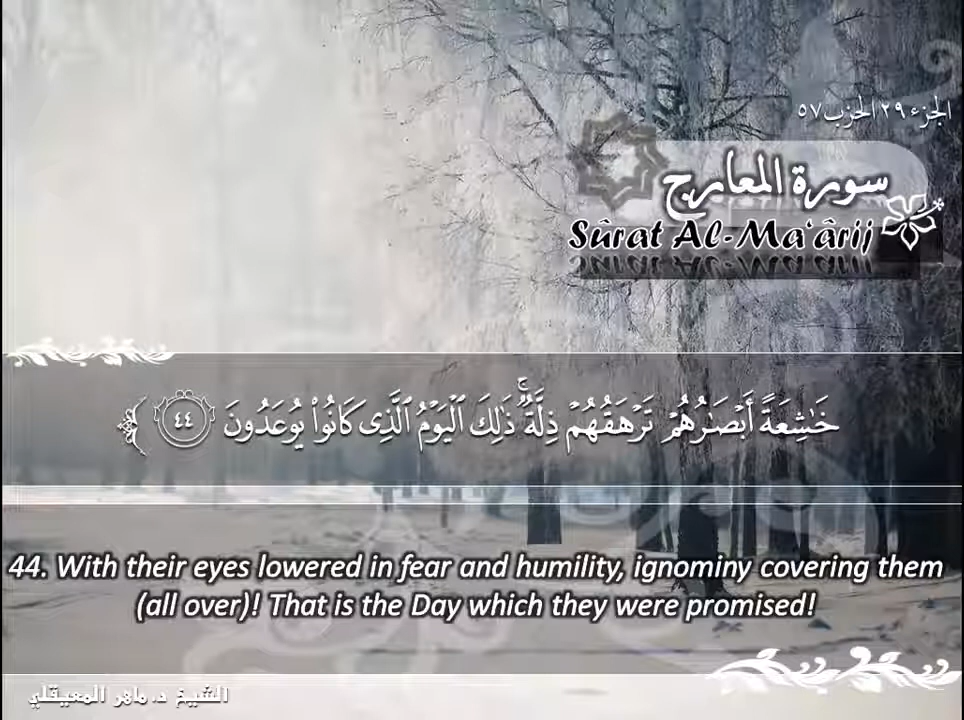 الجزء ٢٩ الحزب ٥٧
سورة المعارج
Sûrat Al-Ma‘ârij
خَٰشِعَةً أَبْصَٰرُهُمْ تَرْهَقُهُمْ ذِلَّةٌ ۚ ذَٰلِكَ ٱلْيَوْمُ ٱلَّذِى كَانُوا۟ يُوعَدُونَ ٤٤
44. With their eyes lowered in fear and humility, ignominy covering them
(all over)! That is the Day which they were promised!
الشيخ د. ماهر المعيقلي